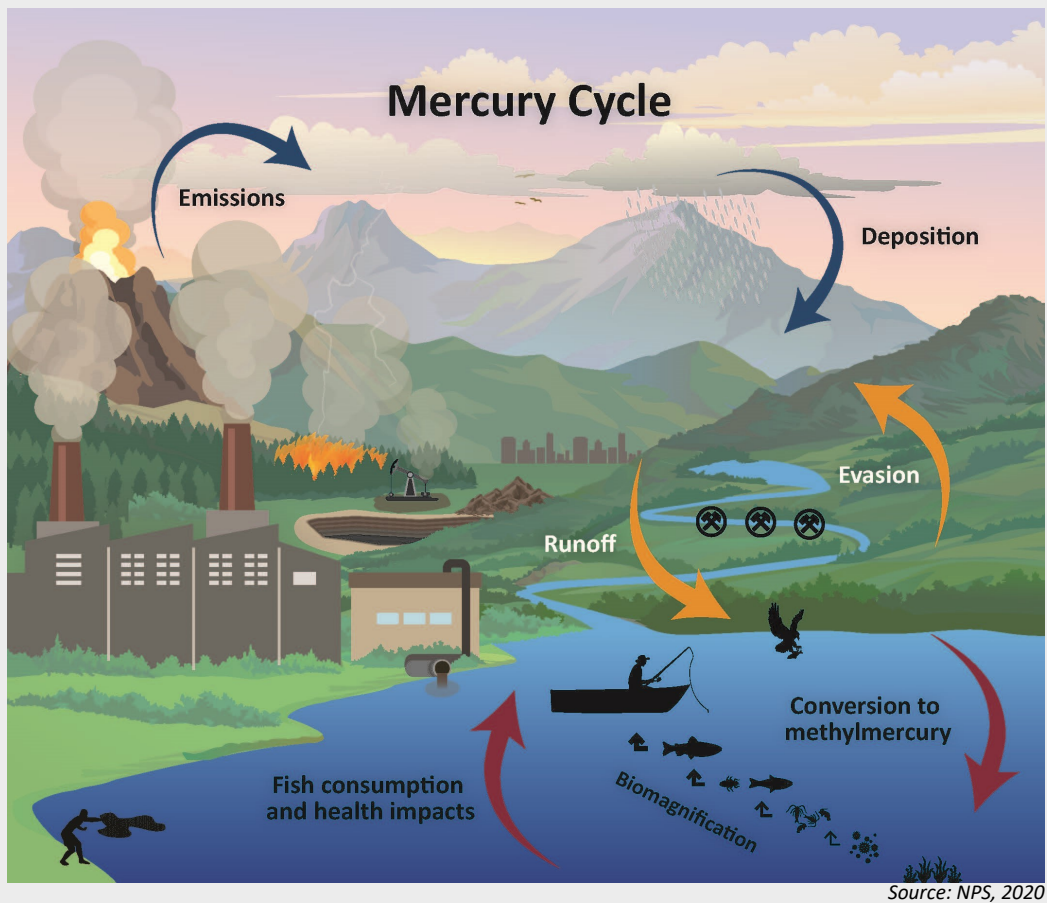 Mercury Cycle
Emissions
Deposition
Evasion
Runoff
Conversion to
methylmercury
Fish consumption
and health impacts
Biomagnification
Source: NPS, 2020